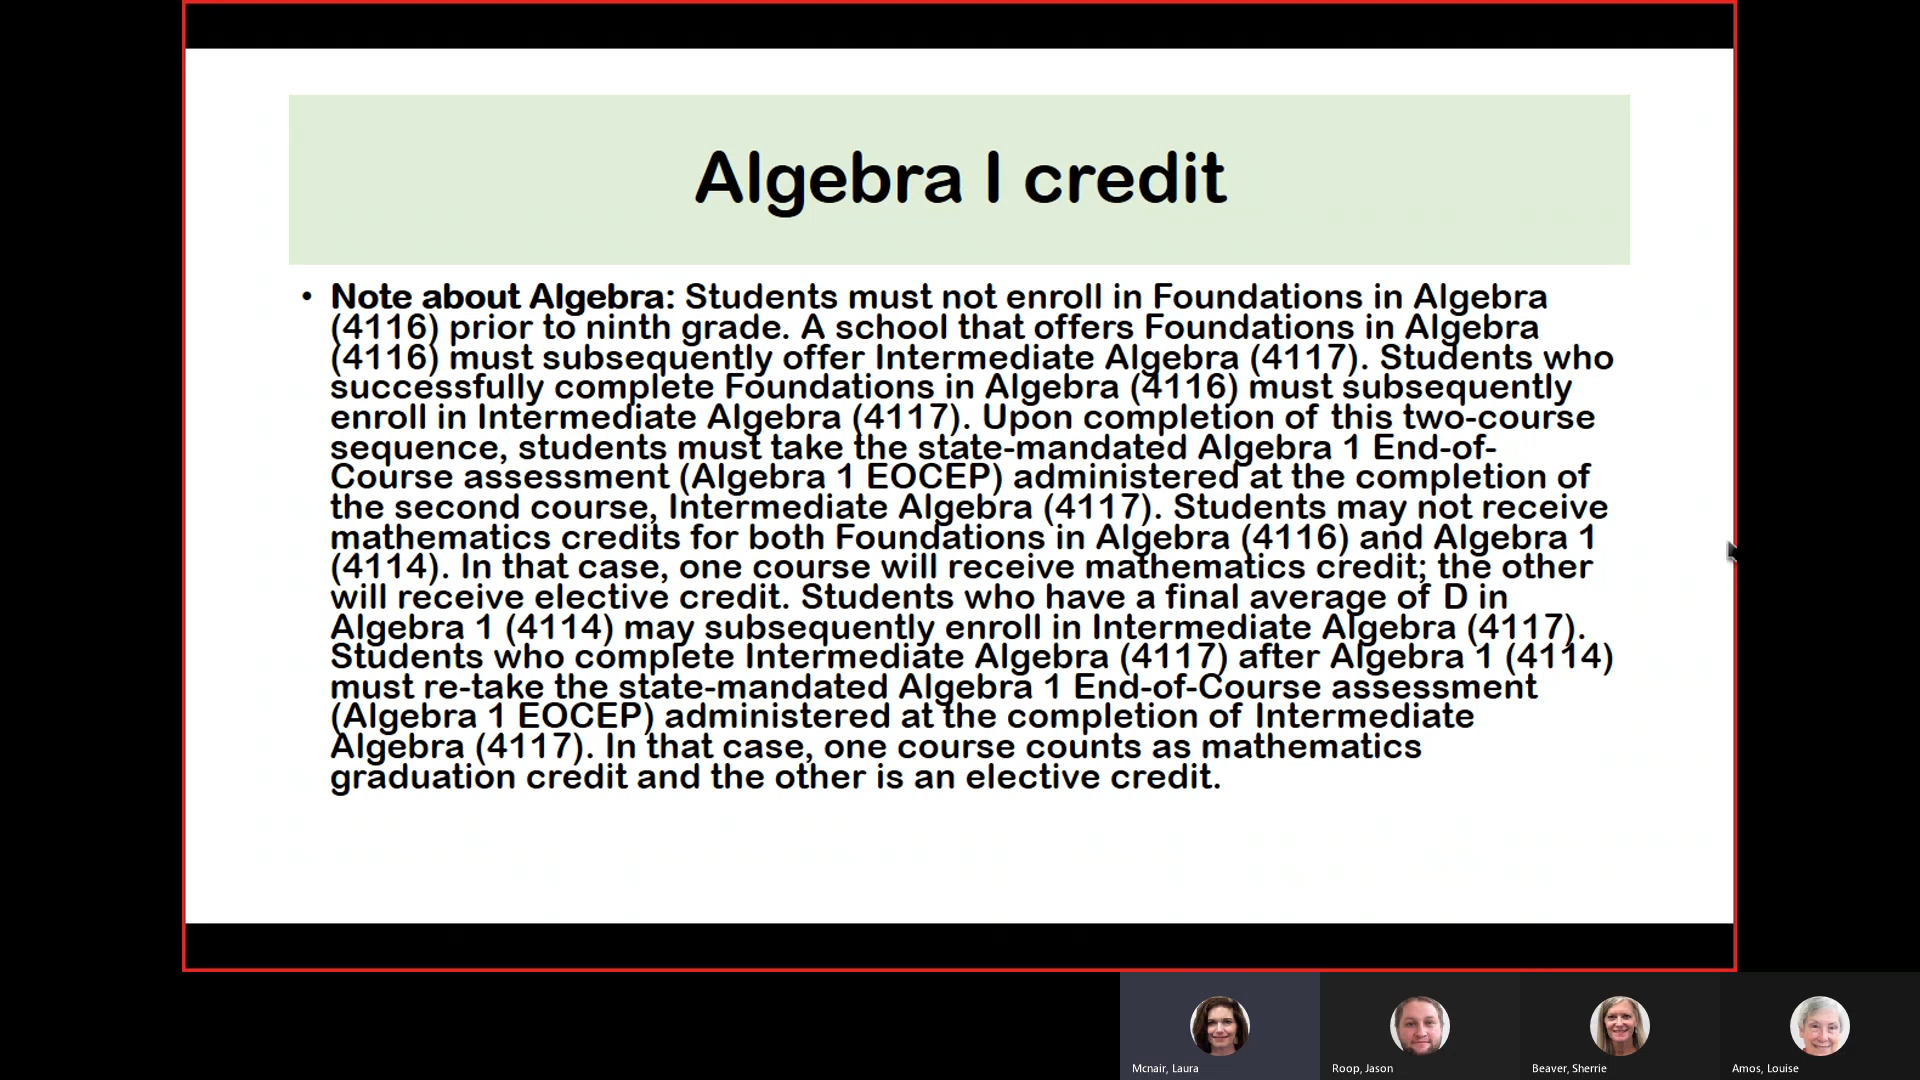 Algebra I credit
• Note about Algebra: Students must not enroll in Foundations in Algebra
(4116) prior to ninth grade. A school that offers Foundations in Algebra
(4116) must subsequently offer Intermediate Algebra (4117). Students who
successfully complete Foundations in Algebra (4116) must subsequently
enroll in Intermediate Algebra (4117). Upon completion of this two-course
sequence, students must take the state-mandated Algebra 1 End-of-
Course assessment (Algebra 1 EOCEP) administered at the completion of
the second course, Intermediate Algebra (4117). Students may not receive
mathematics credits for both Foundations in Algebra (4116) and Algebra 1
(4114). In that case, one course will receive mathematics credit; the other
will receive elective credit. Students who have a final average of D in
Algebra 1 (4114) may subsequently enroll in Intermediate Algebra (4117).
Students who complete Intermediate Algebra (4117) after Algebra 1 (4114)
must re-take the state-mandated Algebra 1 End-of-Course assessment
(Algebra 1 EOCEP) administered at the completion of Intermediate
Algebra (4117). In that case, one course counts as mathematics
graduation credit and the other is an elective credit.
Mcnair, Laura
Roop, Jason
Beaver, Sherrie
Amos, Louise